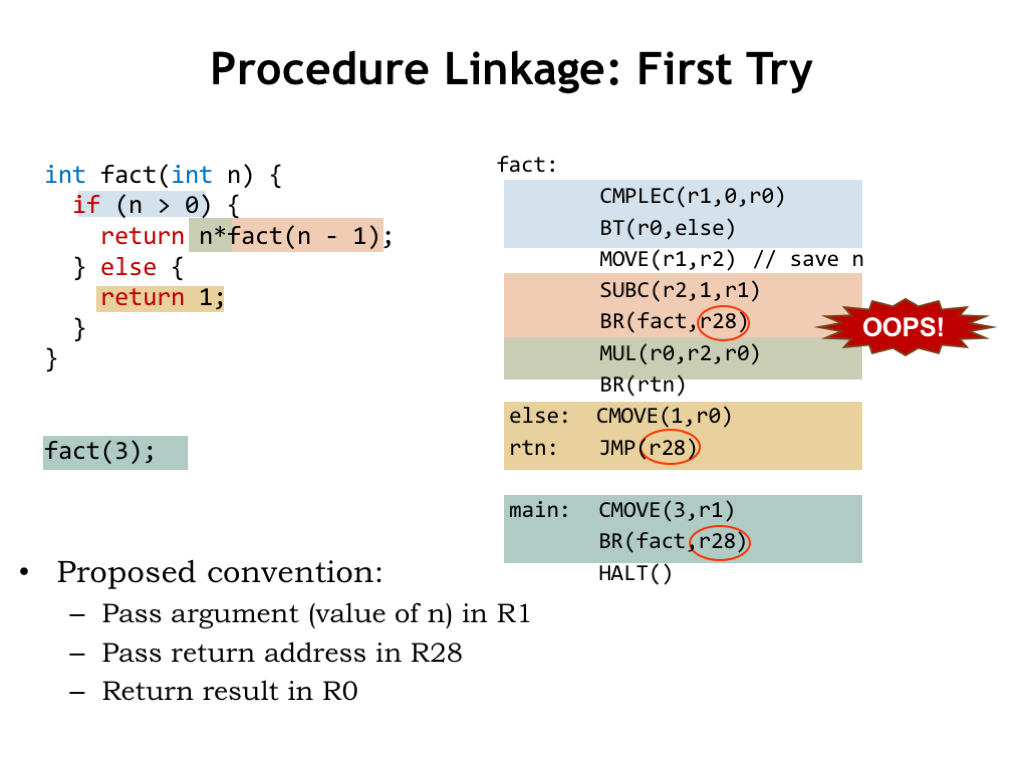 Procedure Linkage: First Try
int fact(int n) {
if (n > 0) {
return n*fact(n - 1);
} else {
return 1;
}
}
fact(3);
fact:
CMPLEC(r1,0,r0)
BT(r0,else)
MOVE(r1,r2) // save n
SUBC(r2,1,r1)
BR(fact,r28)
OOPS!
MUL(r0,r2,r0)
BR(rtn)
else: CMOVE(1,r0)
rtn: JMP(r28)
main: CMOVE(3,r1)
BR(fact,r28)
HALT()
• Proposed convention:
– Pass argument (value of n) in R1
– Pass return address in R28
– Return result in R0